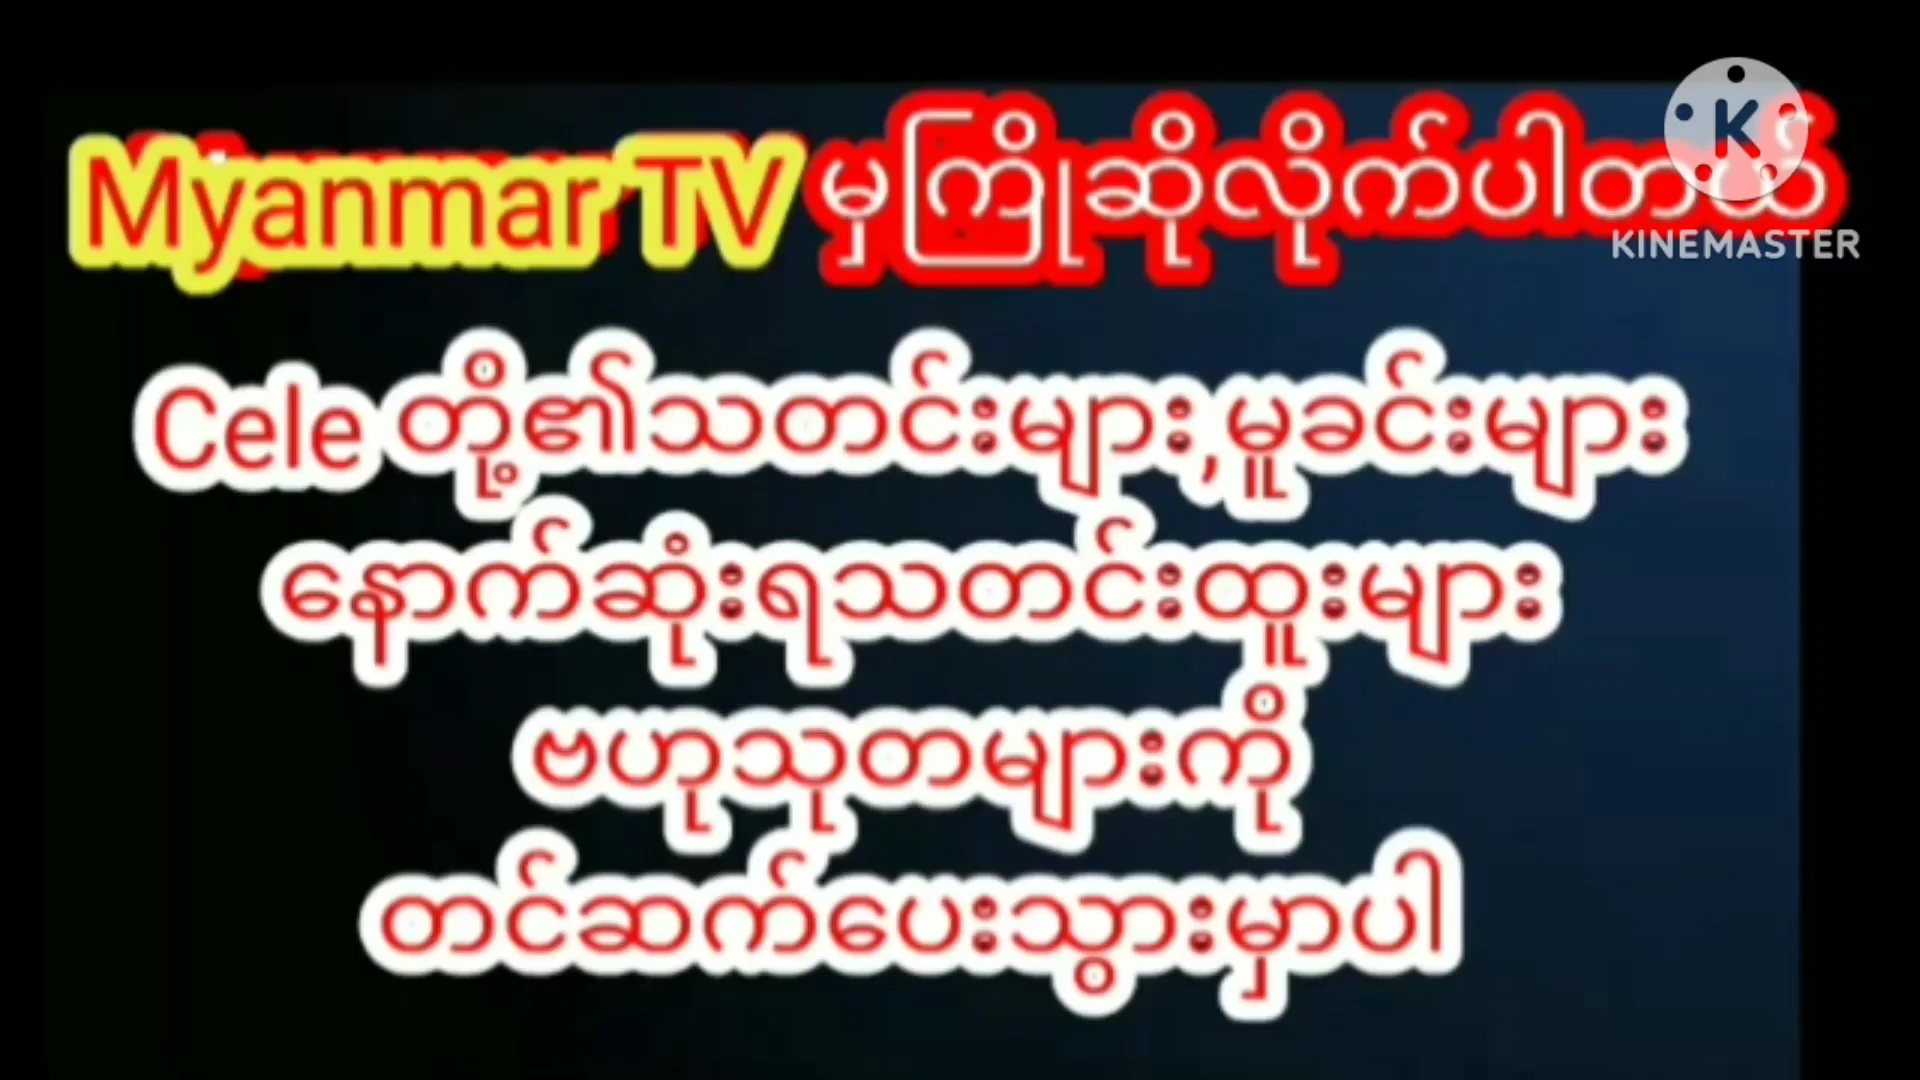 Myanmar TV မှကြိုဆိုလိုက်ပါတယ်
KINEMASTER
Cele တို့၏သတင်းများ,မူခင်းများ
နောက်ဆုံးရသတင်းထူးများ
ဗဟုသုတများကို
တင်ဆက်ပေးသွားမှာပါ